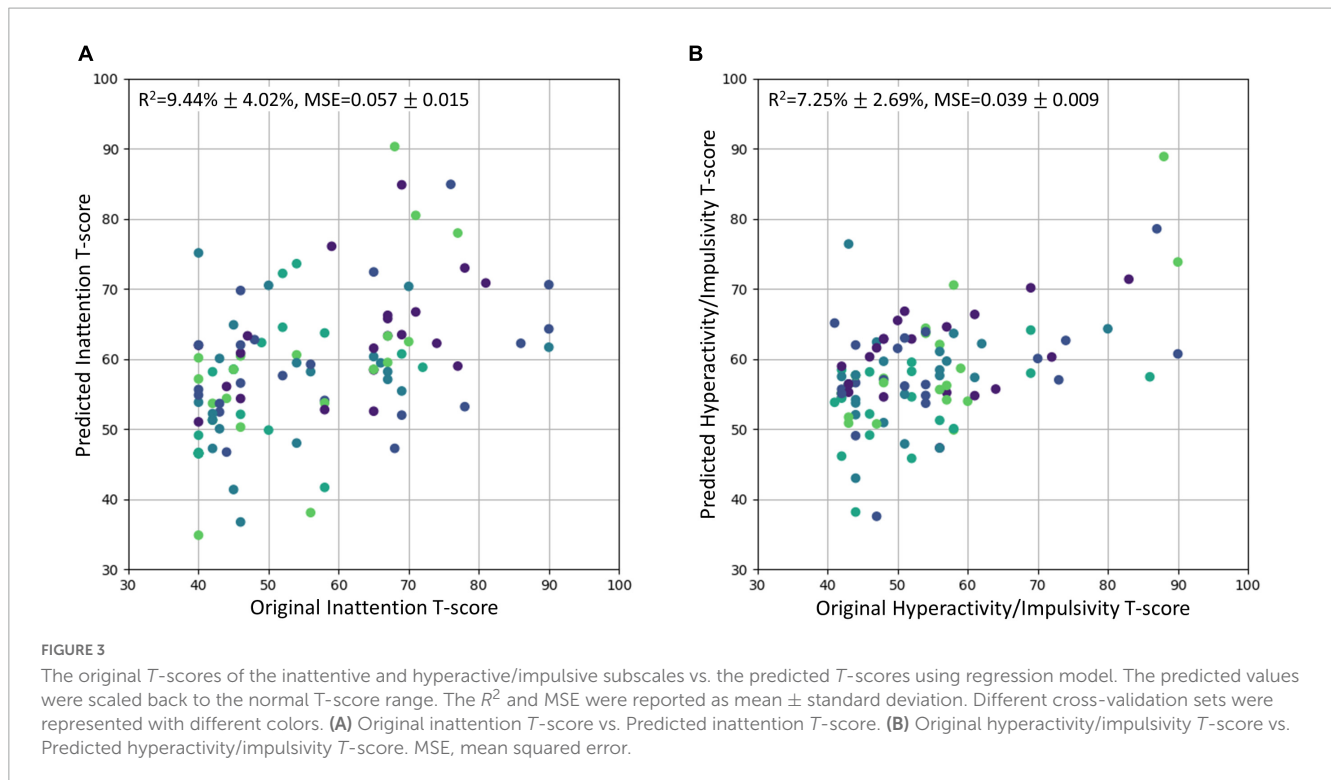 A
R²=9.44% ± 4.02%, MSE=0.057 ± 0.015
Predicted Inattention T-score
100
90
80
70
60
50
40
30
30 40 50 60 70 80 90 100
Original Inattention T-score
B
R²=7.25% ± 2.69%, MSE=0.039 ± 0.009
Predicted Hyperactivity/Impulsivity T-score
100
90
80
70
60
50
40
30
30 40 50 60 70 80 90 100
Original Hyperactivity/Impulsivity T-score
FIGURE 3
The original T-scores of the inattentive and hyperactive/impulsive subscales vs. the predicted T-scores using regression model. The predicted values
were scaled back to the normal T-score range. The R² and MSE were reported as mean ± standard deviation. Different cross-validation sets were
represented with different colors. (A) Original inattention T-score vs. Predicted inattention T-score. (B) Original hyperactivity/impulsivity T-score vs.
Predicted hyperactivity/impulsivity T-score. MSE, mean squared error.